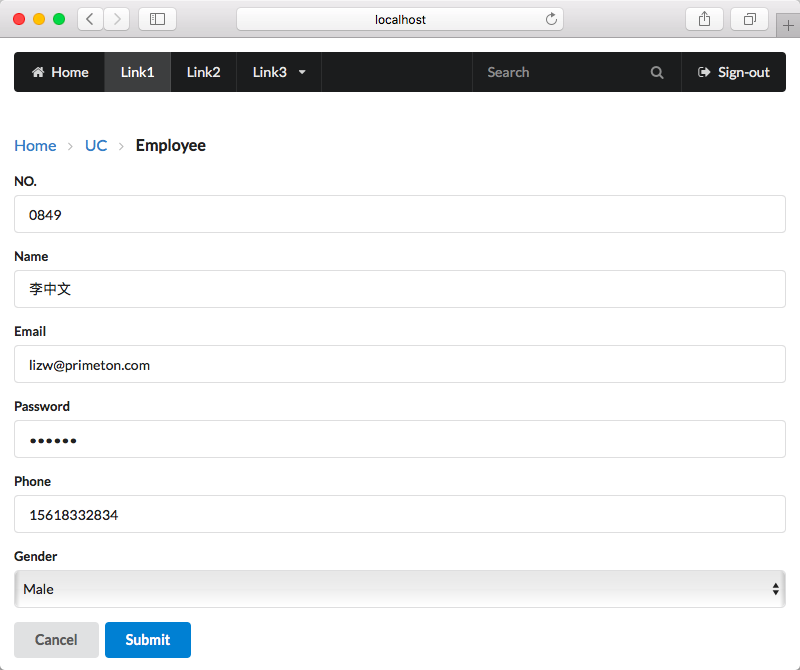 localhost
Home Link1 Link2 Link3 Search Sign-out
Home UC Employee
NO.
0849
Name
李中文
Email
lizw@primeton.com
Password
••••••
Phone
15618332834
Gender
Male
Cancel Submit